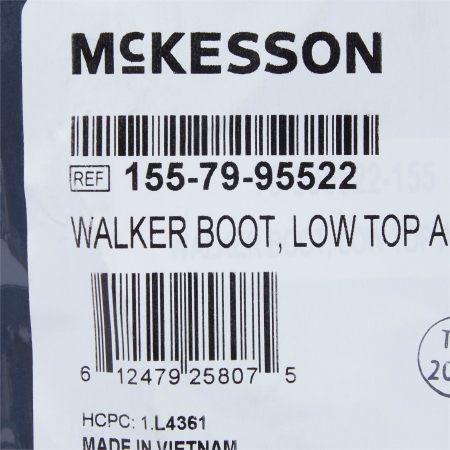 McKESSON
REF 155-79-95522
WALKER BOOT, LOW TOP A
6 12479 25807 5
HCPC: 1.L4361
MADE IN VIETNAM